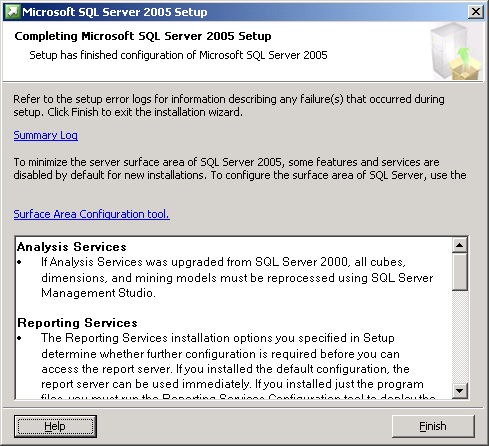 Microsoft SQL Server 2005 Setup
Completing Microsoft SQL Server 2005 Setup
Setup has finished configuration of Microsoft SQL Server 2005
Refer to the setup error logs for information describing any failure(s) that occurred during
setup. Click Finish to exit the installation wizard.
Summary Log
To minimize the server surface area of SQL Server 2005, some features and services are
disabled by default for new installations. To configure the surface area of SQL Server, use the
Surface Area Configuration tool.
Analysis Services
• If Analysis Services was upgraded from SQL Server 2000, all cubes,
dimensions, and mining models must be reprocessed using SQL Server
Management Studio.
Reporting Services
• The Reporting Services installation options you specified in Setup
determine whether further configuration is required before you can
access the report server. If you installed the default configuration, the
report server can be used immediately. If you installed just the program
files, you must run the Reporting Services Configuration tool to deploy the
Help
Finish